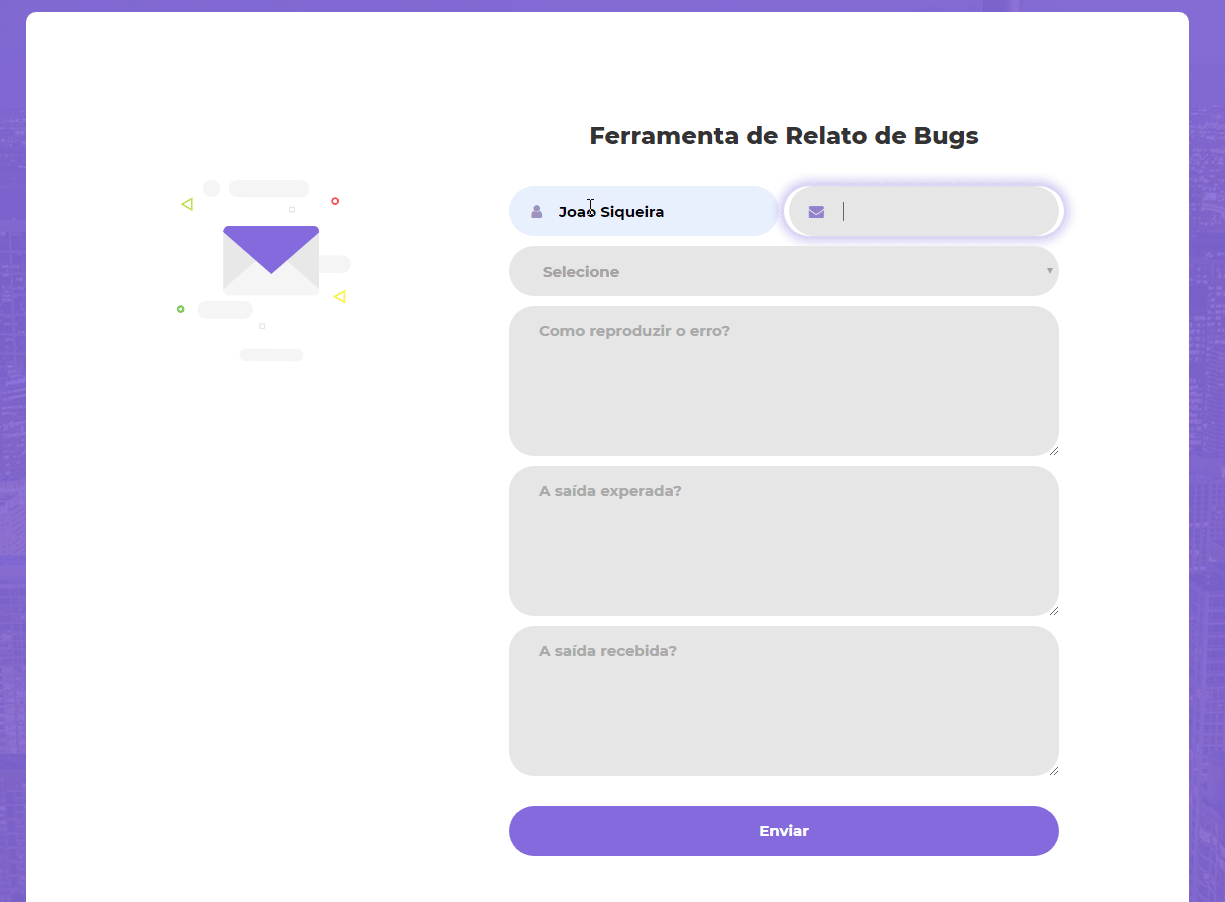 Ferramenta de Relato de Bugs
Joao Siqueira
Selecione
Como reproduzir o erro?
A saída experada?
A saída recebida?
Enviar